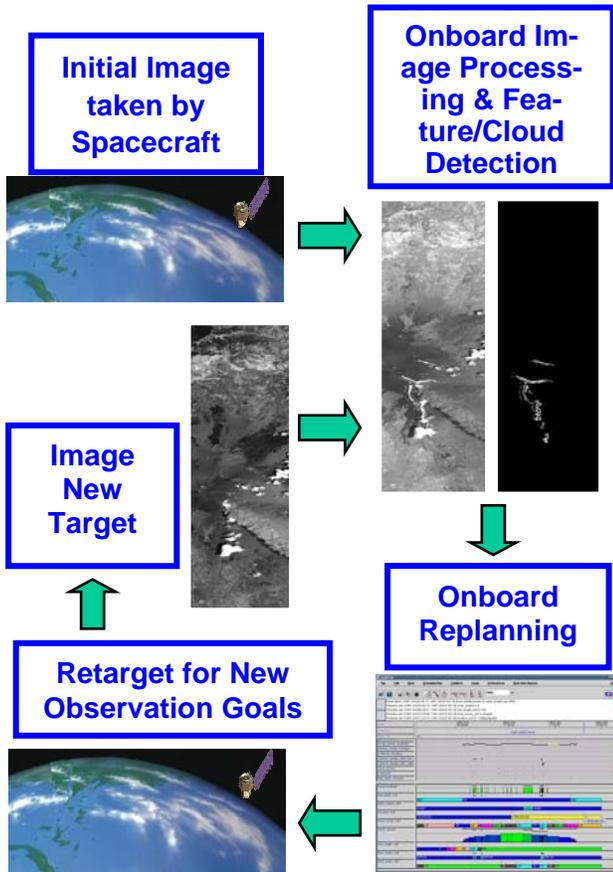 Initial Image
taken by
Spacecraft
Onboard Im-
age Process-
ing & Fea-
ture/Cloud
Detection
Image
New
Target
Onboard
Replanning
Retarget for New
Observation Goals